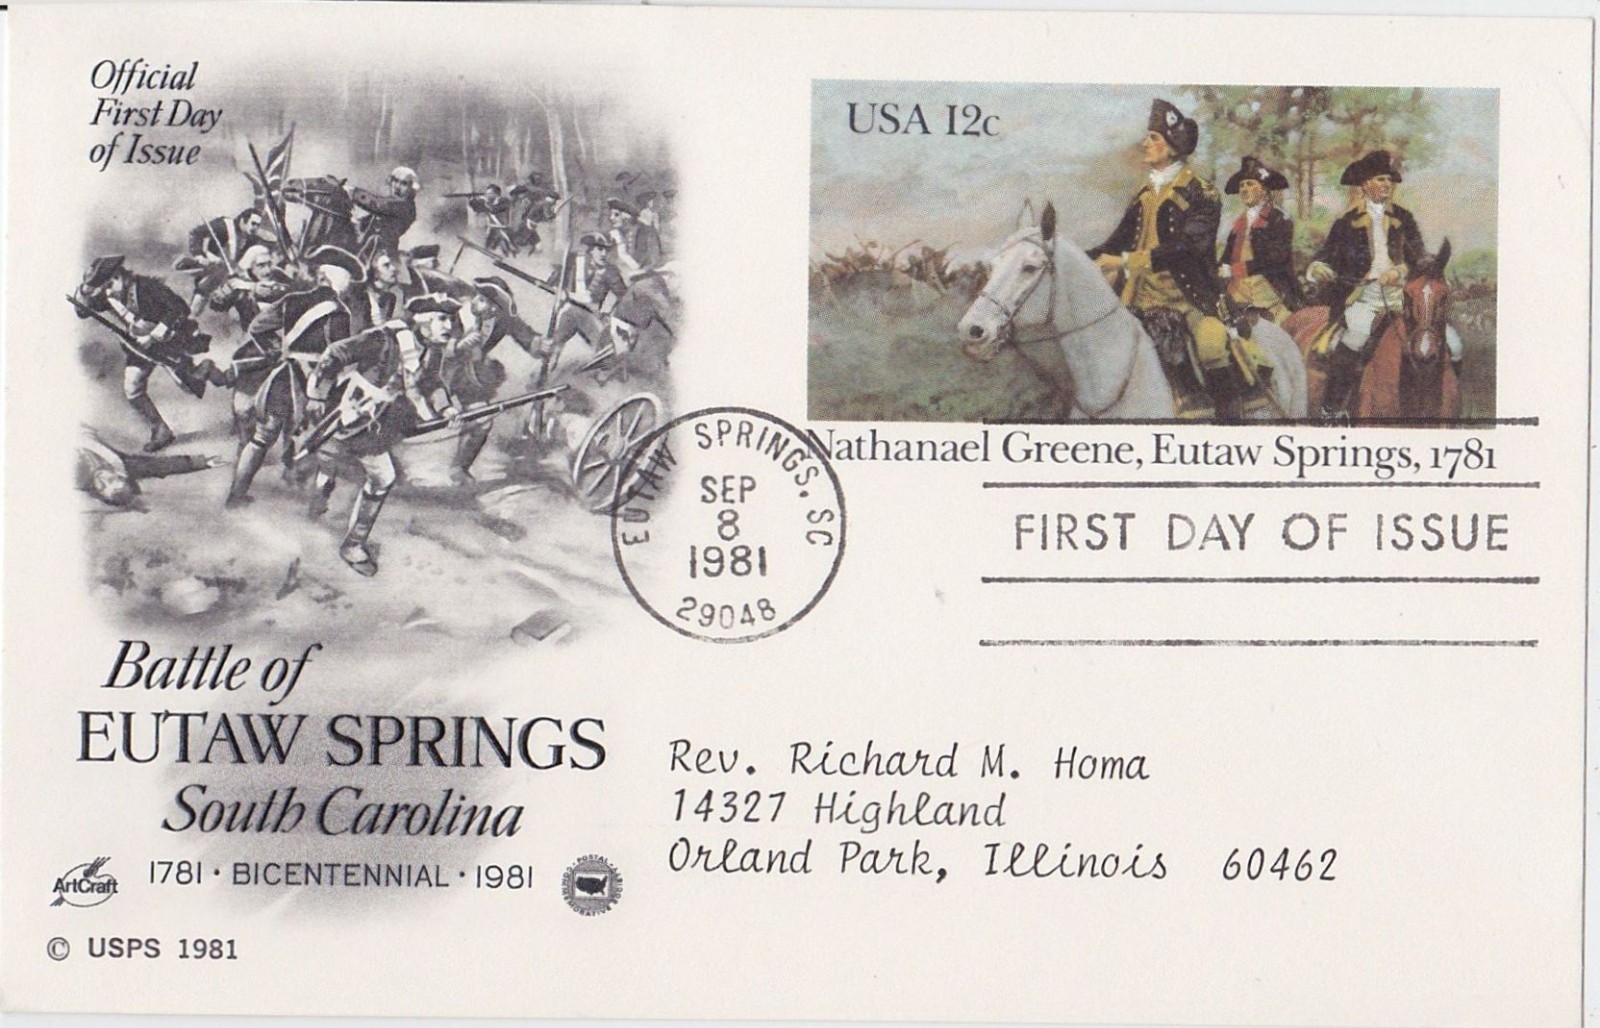 Official
First Day
of Issue
USA 12c
Nathanael Greene, Eutaw Springs, 1781
EUTAW SPRINGS, SC
SEP
8
1981
29048
FIRST DAY OF ISSUE
Battle of
EUTAW SPRINGS
South Carolina
1781 · BICENTENNIAL · 1981
ArtCraft
POSTAL
COMMEMORATIVE
© USPS 1981
Rev. Richard M. Homa
14327 Highland
Orland Park, Illinois 60462